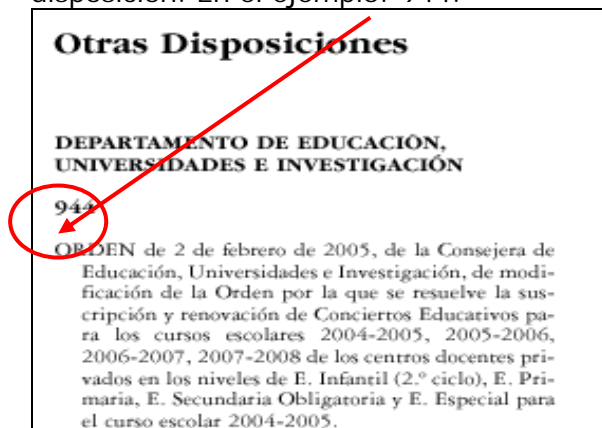 disposición. En el ejemplo: 944.
Otras Disposiciones
DEPARTAMENTO DE EDUCACIÓN,
UNIVERSIDADES E INVESTIGACIÓN
944
ORDEN de 2 de febrero de 2005, de la Consejera de
Educación, Universidades e Investigación, de modi-
ficación de la Orden por la que se resuelve la sus-
cripción y renovación de Conciertos Educativos pa-
ra los cursos escolares 2004-2005, 2005-2006,
2006-2007, 2007-2008 de los centros docentes pri-
vados en los niveles de E. Infantil (2.º ciclo), E. Pri-
maria, E. Secundaria Obligatoria y E. Especial para
el curso escolar 2004-2005.